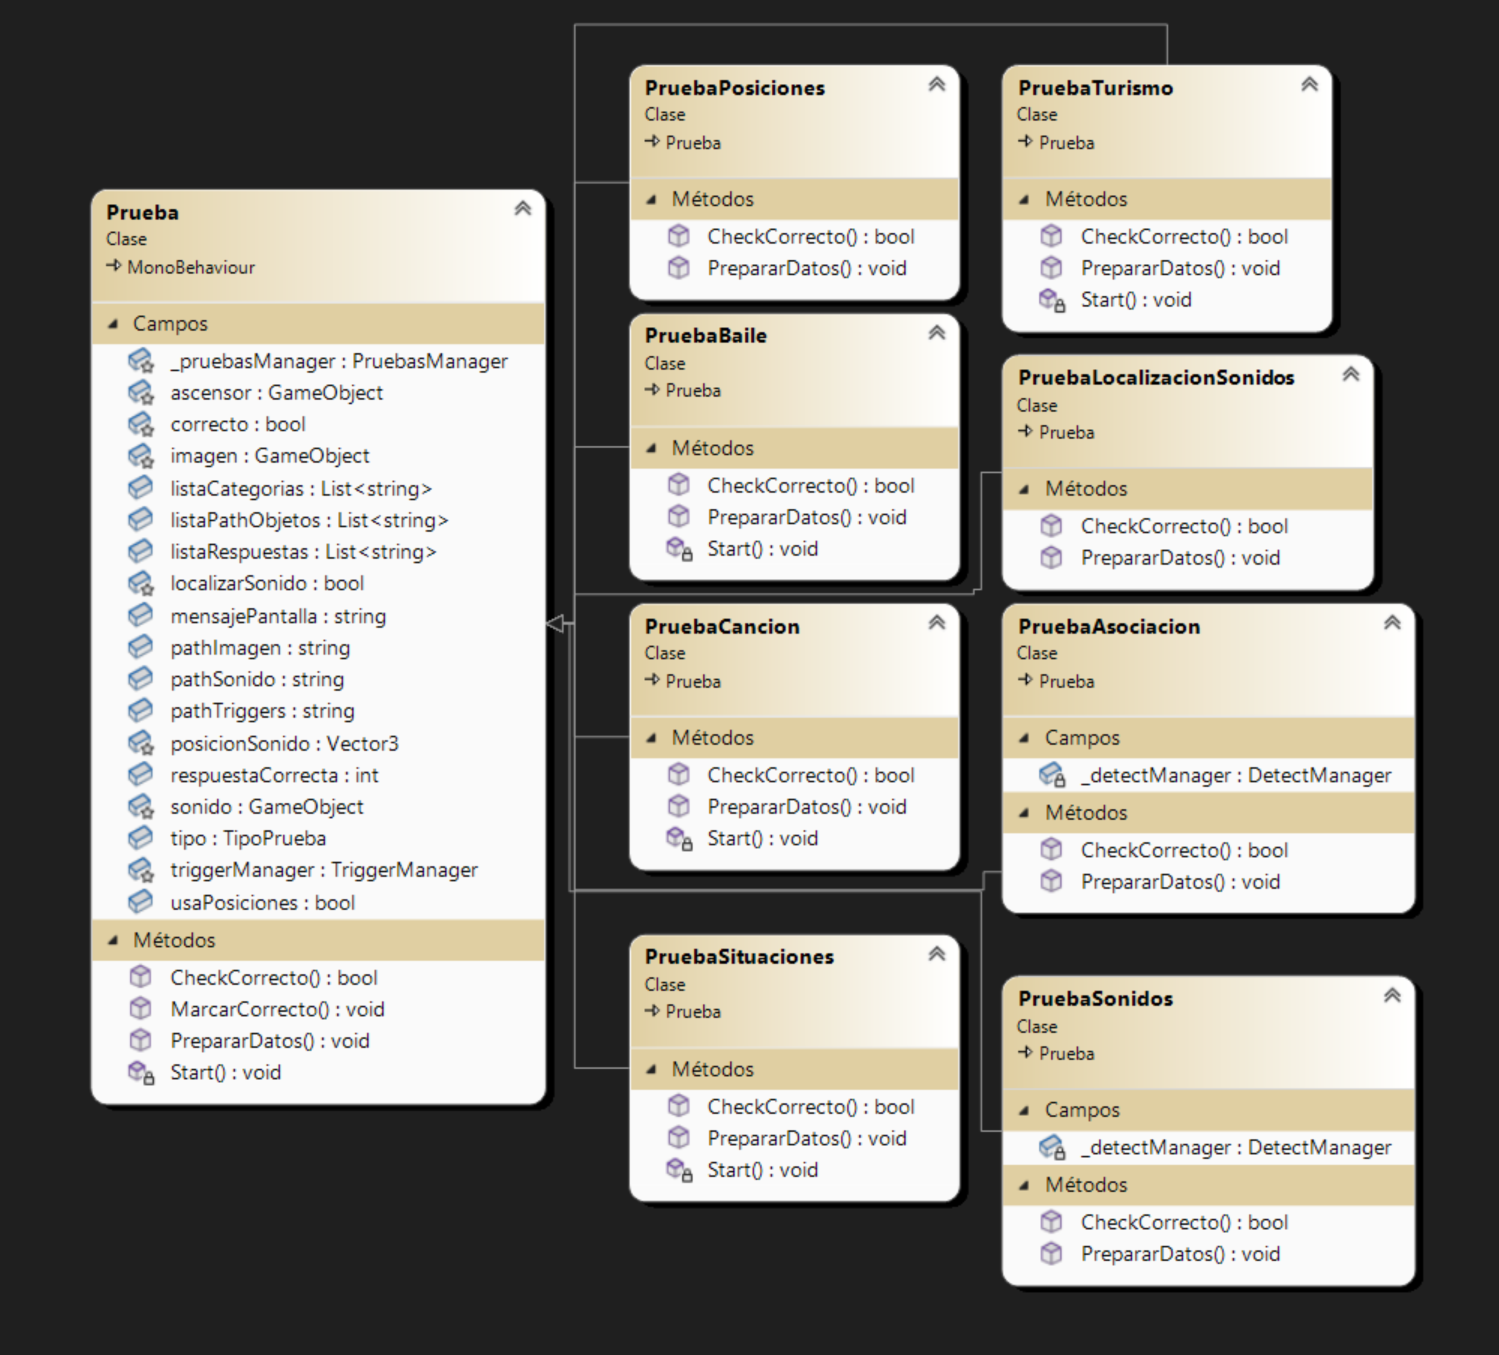 Prueba
Clase
MonoBehaviour
Campos
_pruebasManager : PruebasManager
ascensor : GameObject
correcto : bool
imagen : GameObject
listaCategorias : List<string>
listaPathObjetos : List<string>
listaRespuestas : List<string>
localizarSonido : bool
mensajePantalla : string
pathImagen : string
pathSonido : string
pathTriggers : string
posicionSonido : Vector3
respuestaCorrecta : int
sonido : GameObject
tipo : TipoPrueba
triggerManager : TriggerManager
usaPosiciones : bool
Métodos
CheckCorrecto() : bool
MarcarCorrecto() : void
PrepararDatos() : void
Start() : void
PruebaPosiciones
Clase
Prueba
Métodos
CheckCorrecto() : bool
PrepararDatos() : void
PruebaBaile
Clase
Prueba
Métodos
CheckCorrecto() : bool
PrepararDatos() : void
Start() : void
PruebaCancion
Clase
Prueba
Métodos
CheckCorrecto() : bool
PrepararDatos() : void
Start() : void
PruebaSituaciones
Clase
Prueba
Métodos
CheckCorrecto() : bool
PrepararDatos() : void
Start() : void
PruebaTurismo
Clase
Prueba
Métodos
CheckCorrecto() : bool
PrepararDatos() : void
Start() : void
PruebaLocalizacionSonidos
Clase
Prueba
Métodos
CheckCorrecto() : bool
PrepararDatos() : void
PruebaAsociacion
Clase
Prueba
Campos
_detectManager : DetectManager
Métodos
CheckCorrecto() : bool
PrepararDatos() : void
PruebaSonidos
Clase
Prueba
Campos
_detectManager : DetectManager
Métodos
CheckCorrecto() : bool
PrepararDatos() : void